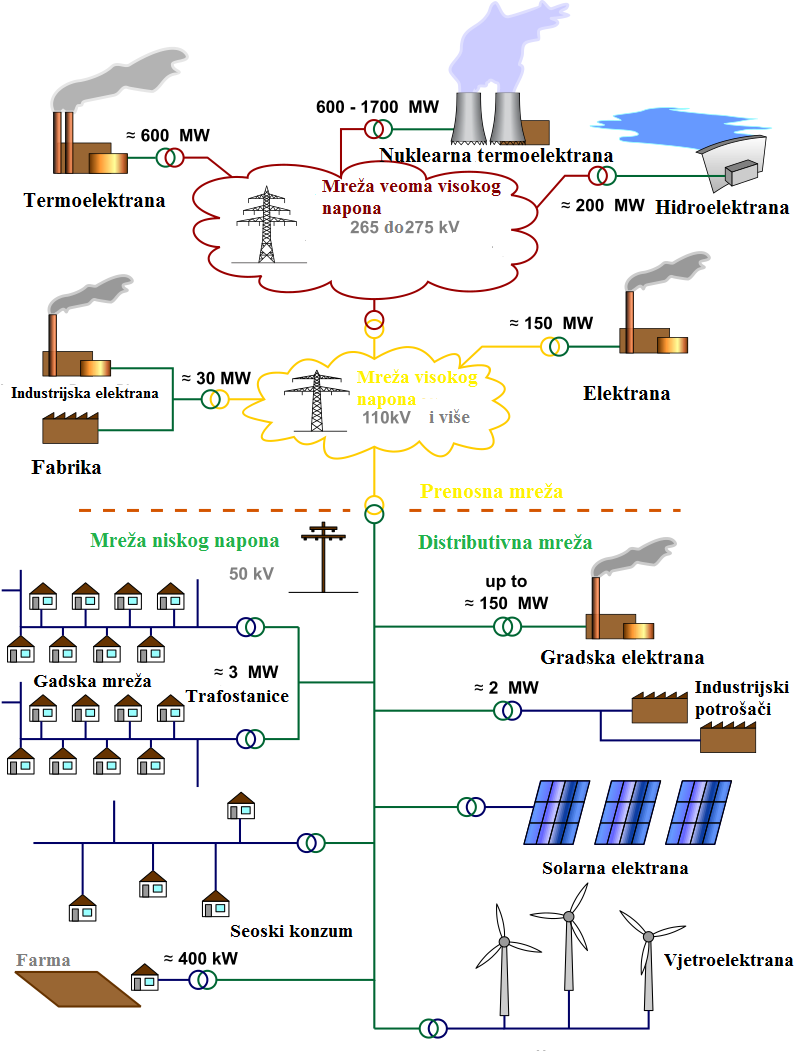 ≈ 600 MW
600 - 1700 MW
Nuklearna termoelektrana
Termoelektrana
Mreža veoma visokog
napona
265 do275 kV
≈ 200 MW
Hidroelektrana
≈ 150 MW
Elektrana
Industrijska elektrana
≈ 30 MW
Mreža visokog
napona
110kV i više
Fabrika
Prenosna mreža
Mreža niskog napona
Distributivna mreža
50 kV
up to
≈ 150 MW
Gradska elektrana
Gadska mreža
≈ 3 MW
Trafostanice
≈ 2 MW
Industrijski
potrošači
Solarna elektrana
Seoski konzum
Farma
≈ 400 kW
Vjetroelektrana